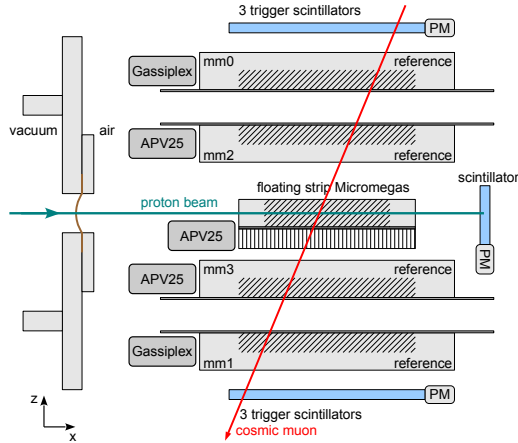 3 trigger scintillators
PM
Gassiplex
mm0
reference
vacuum
air
APV25
mm2
reference
floating strip Micromegas
scintillator
proton beam
APV25
PM
APV25
mm3
reference
Gassiplex
mm1
reference
z
x
PM
3 trigger scintillators
cosmic muon